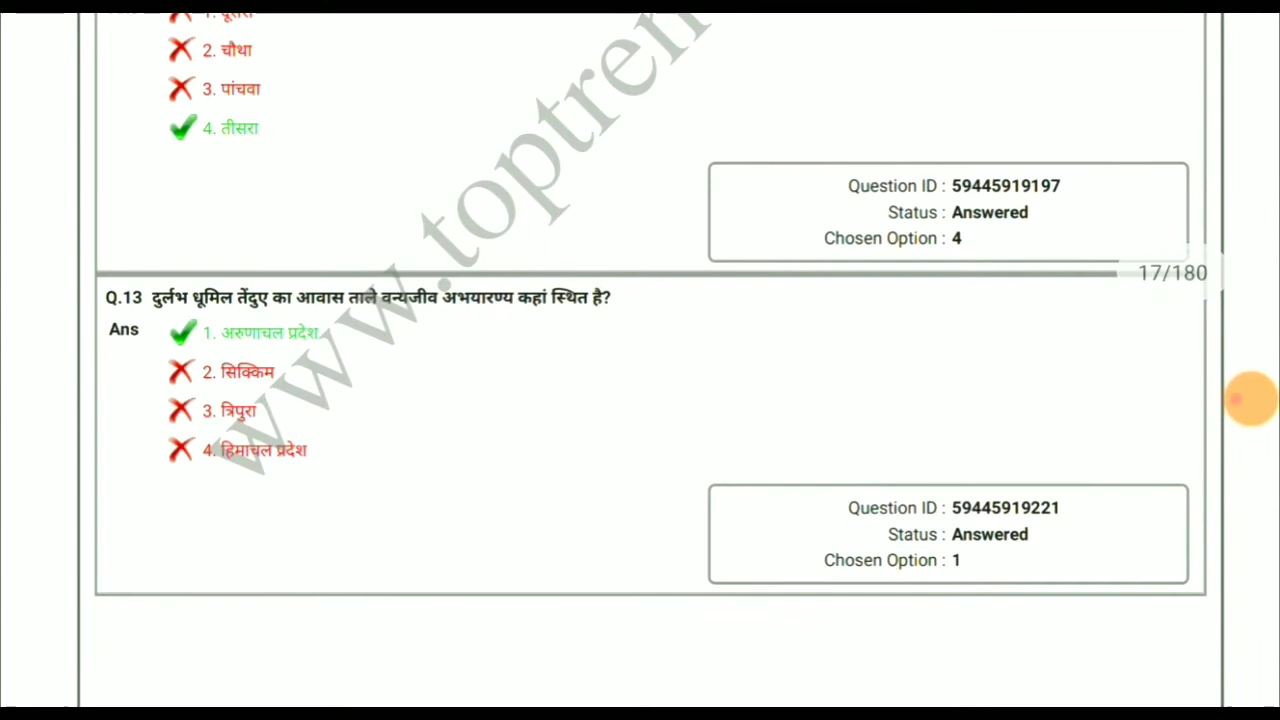 1. दूसरा
2. चौथा
3. पांचवा
4. तीसरा
Question ID : 59445919197
Status : Answered
Chosen Option : 4
17/180
Q.13 दुर्लभ धूमिल तेंदुए का आवास ताले वन्यजीव अभयारण्य कहां स्थित है?
Ans
1. अरुणाचल प्रदेश
2. सिक्किम
3. त्रिपुरा
4. हिमाचल प्रदेश
Question ID : 59445919221
Status : Answered
Chosen Option : 1
www.toptren